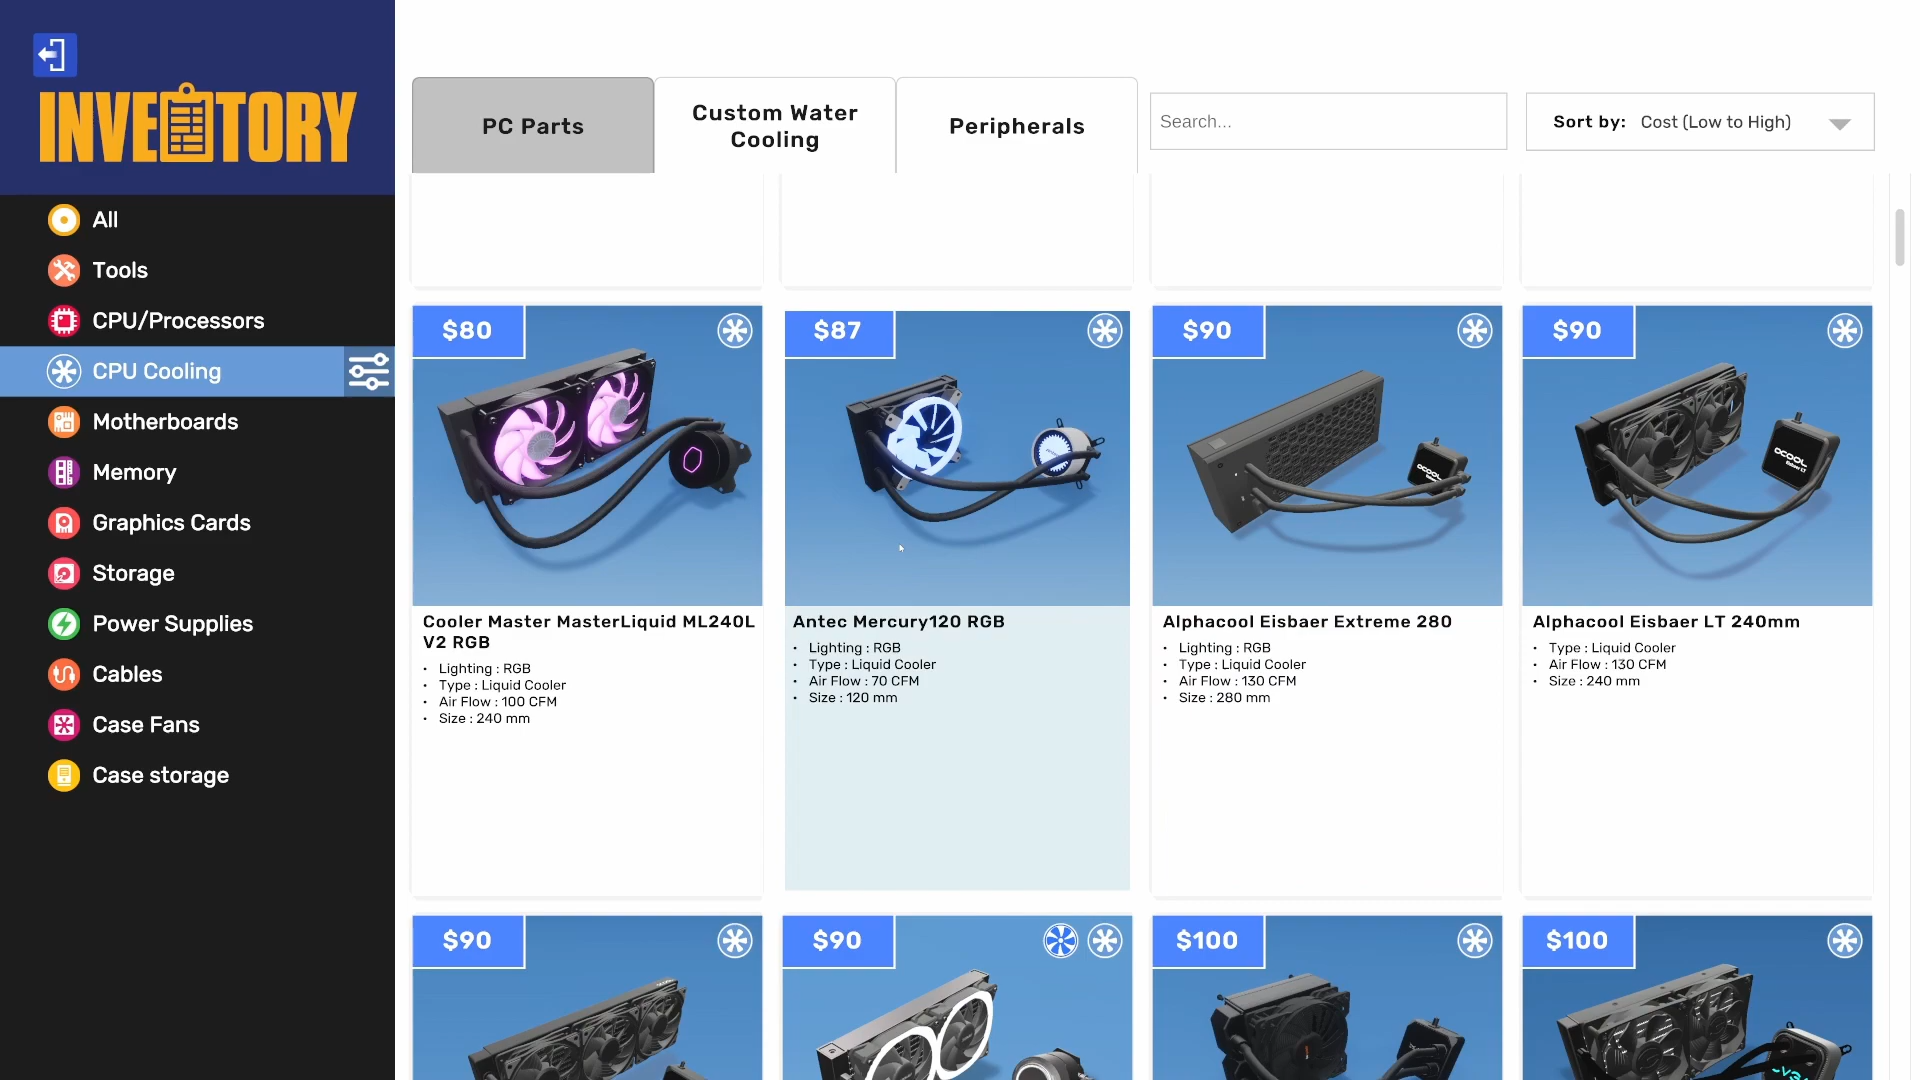 INVENTORY
All
Tools
CPU/Processors
CPU Cooling
Motherboards
Memory
Graphics Cards
Storage
Power Supplies
Cables
Case Fans
Case storage
PC Parts
Custom Water
Cooling
Peripherals
Search...
Sort by: Cost (Low to High)
$80
OCOOL
Cooler Master MasterLiquid ML240L
V2 RGB
• Lighting : RGB
• Type : Liquid Cooler
• Air Flow : 100 CFM
• Size : 240 mm
$87
Antec Mercury120 RGB
• Lighting : RGB
• Type : Liquid Cooler
• Air Flow : 70 CFM
• Size : 120 mm
$90
OCOOL
Alphacool Eisbaer Extreme 280
• Lighting : RGB
• Type : Liquid Cooler
• Air Flow : 130 CFM
• Size : 280 mm
$90
Alphacool Eisbaer LT 240mm
• Type : Liquid Cooler
• Air Flow : 130 CFM
• Size : 240 mm
$90
$90
$100
$100